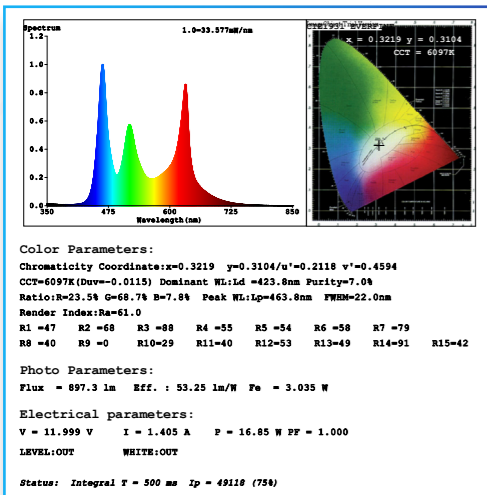 Spectrum
1.0=33.577mW/nm
1.2
1.0
0.8
0.6
0.4
0.2
0.0
350 475 600 725 850
Wavelength(nm)
CIE1931 EVERFINE
x = 0.3219 y = 0.3104
CCT = 6097K
Color Parameters:
Chromaticity Coordinate:x=0.3219 y=0.3104/u'=0.2118 v'=0.4594
CCT=6097K(Duv=-0.0115) Dominant WL:Ld =423.8nm Purity=7.0%
Ratio:R=23.5% G=68.7% B=7.8% Peak WL:Lp=463.8nm FWHM=22.0nm
Render Index:Ra=61.0
R1 =47 R2 =68 R3 =88 R4 =55 R5 =54 R6 =58 R7 =79
R8 =40 R9 =0 R10=29 R11=40 R12=53 R13=49 R14=91 R15=42
Photo Parameters:
Flux = 897.3 lm Eff. : 53.25 lm/W Fe = 3.035 W
Electrical parameters:
V = 11.999 V I = 1.405 A P = 16.85 W PF = 1.000
LEVEL:OUT WHITE:OUT
Status: Integral T = 500 ms Ip = 49118 (75%)